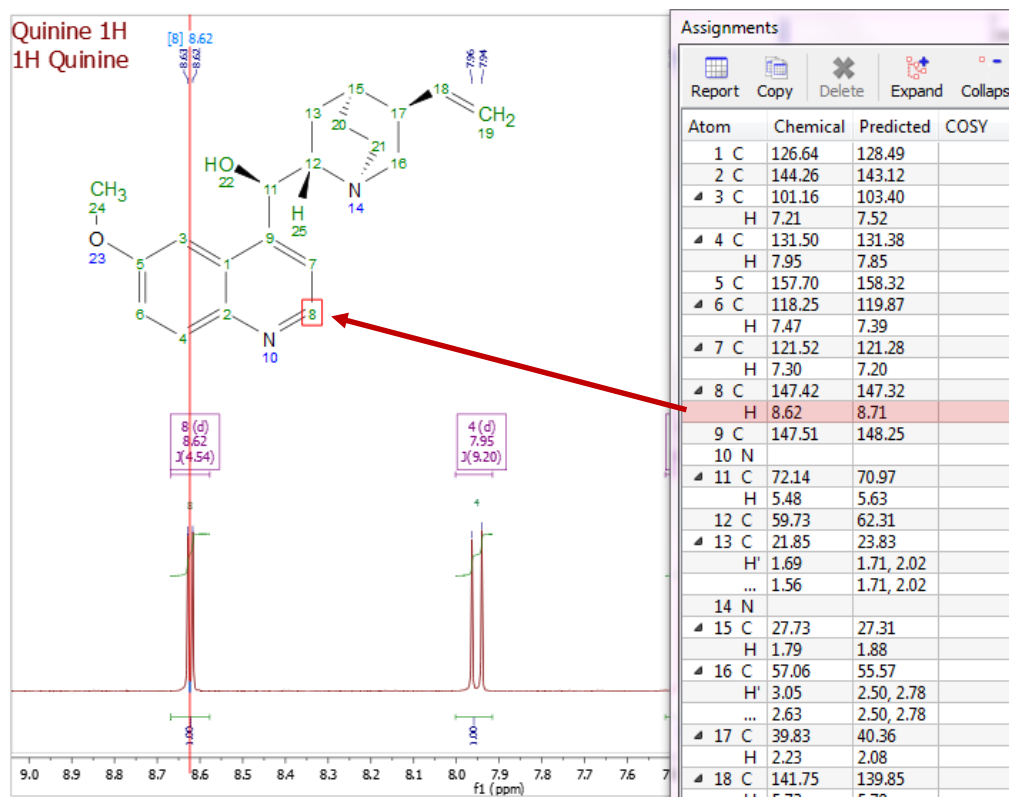 Quinine 1H
1H Quinine
[8] 8.62
8.63
8.62
7.96
7.94
15
18
13
17
CH2
19
20
21
HO
22
12
16
11
N
14
H
25
CH3
24
O
23
3
9
5
1
7
6
2
8
4
N
10
8 (d)
8.62
J(4.54)
4 (d)
7.95
J(9.20)
8
4
1.00
1.00
9.0 8.9 8.8 8.7 8.6 8.5 8.4 8.3 8.2 8.1 8.0 7.9 7.8 7.7 7.6
f1 (ppm)
Assignments
Report Copy Delete Expand Collaps
Atom Chemical Predicted COSY
1 C 126.64 128.49
2 C 144.26 143.12
3 C 101.16 103.40
H 7.21 7.52
4 C 131.50 131.38
H 7.95 7.85
5 C 157.70 158.32
6 C 118.25 119.87
H 7.47 7.39
7 C 121.52 121.28
H 7.30 7.20
8 C 147.42 147.32
H 8.62 8.71
9 C 147.51 148.25
10 N
11 C 72.14 70.97
H 5.48 5.63
12 C 59.73 62.31
13 C 21.85 23.83
H' 1.69 1.71, 2.02
... 1.56 1.71, 2.02
14 N
15 C 27.73 27.31
H 1.79 1.88
16 C 57.06 55.57
H' 3.05 2.50, 2.78
... 2.63 2.50, 2.78
17 C 39.83 40.36
H 2.23 2.08
18 C 141.75 139.85